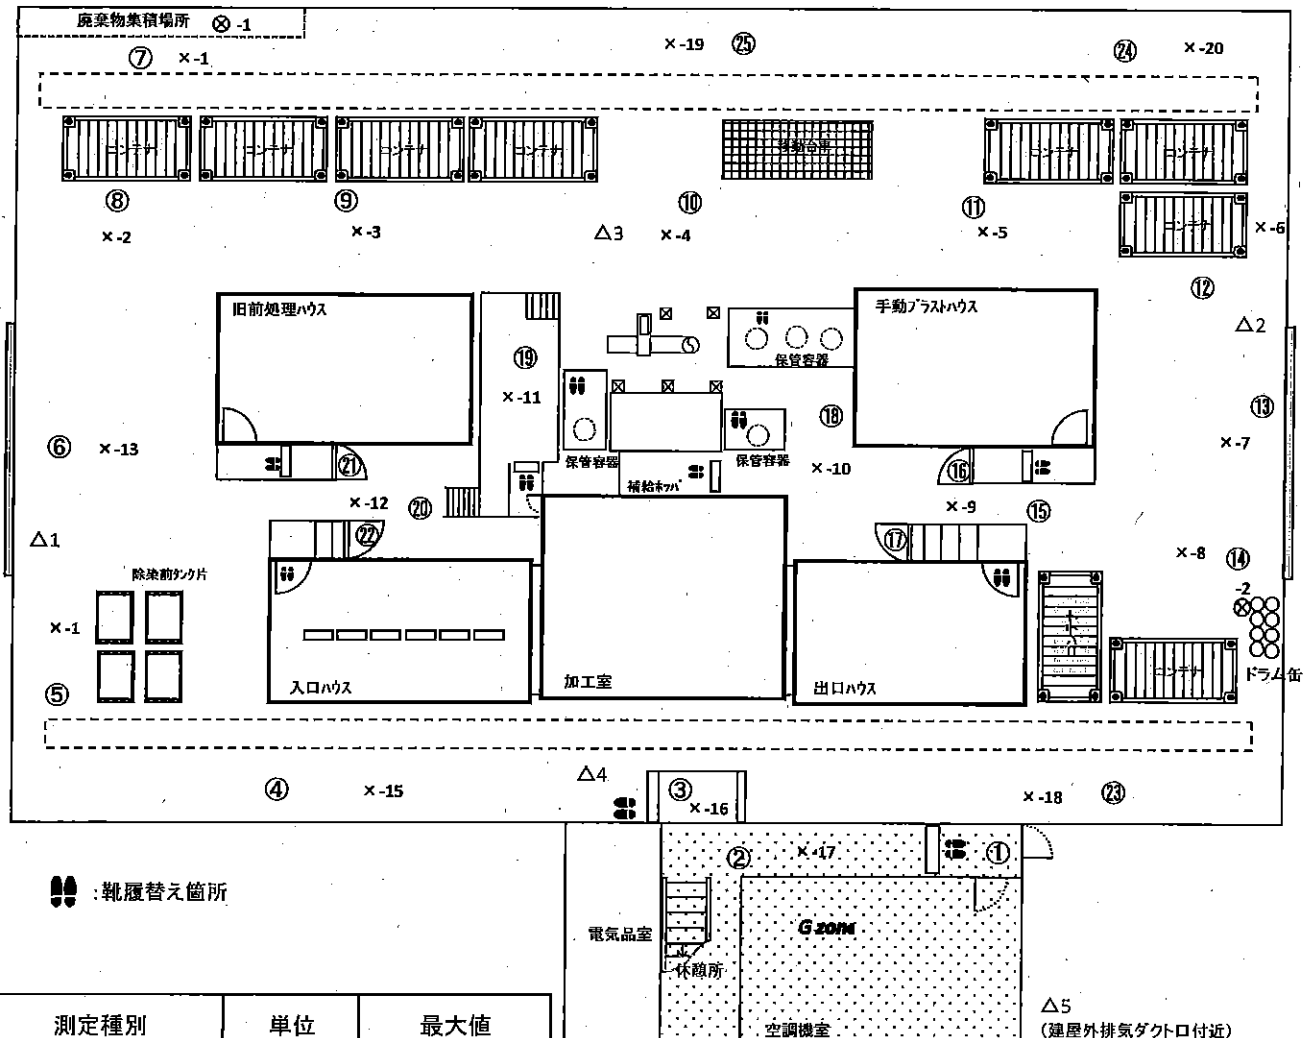 廃棄物集積場所 ⊗ -1
⑦ × -1
× -19 ㉕
㉔ × -20
コンテナ コンテナ コンテナ コンテナ 移動台車 コンテナ コンテナ
⑧ ⑨ ⑩ ⑪ コンテナ
× -2 × -3 △3 × -4 × -5 × -6
⑫
旧前処理ハウス 手動ブラストハウス
△2
⑲ 保管容器
× -11 ⑱ ⑬
⑥ × -13 × -7
㉑ 保管容器 保管容器 × -10 ⑯
補給ホッパ
× -12 ⑳ × -9 ⑮
△1 ㉒ ⑰ × -8 ⑭
除染前タンク片 -2
⊗
× -1 コンテナ
入口ハウス 加工室 出口ハウス コンテナ ドラム缶
⑤
④ × -15 △4 ③ × -16 × -18 ㉓
② × -17 ①
:靴履替え箇所
G zone
電気品室
休憩所
測定種別 単位 最大値
空調機室
△5
(建屋外排気ダクト口付近)